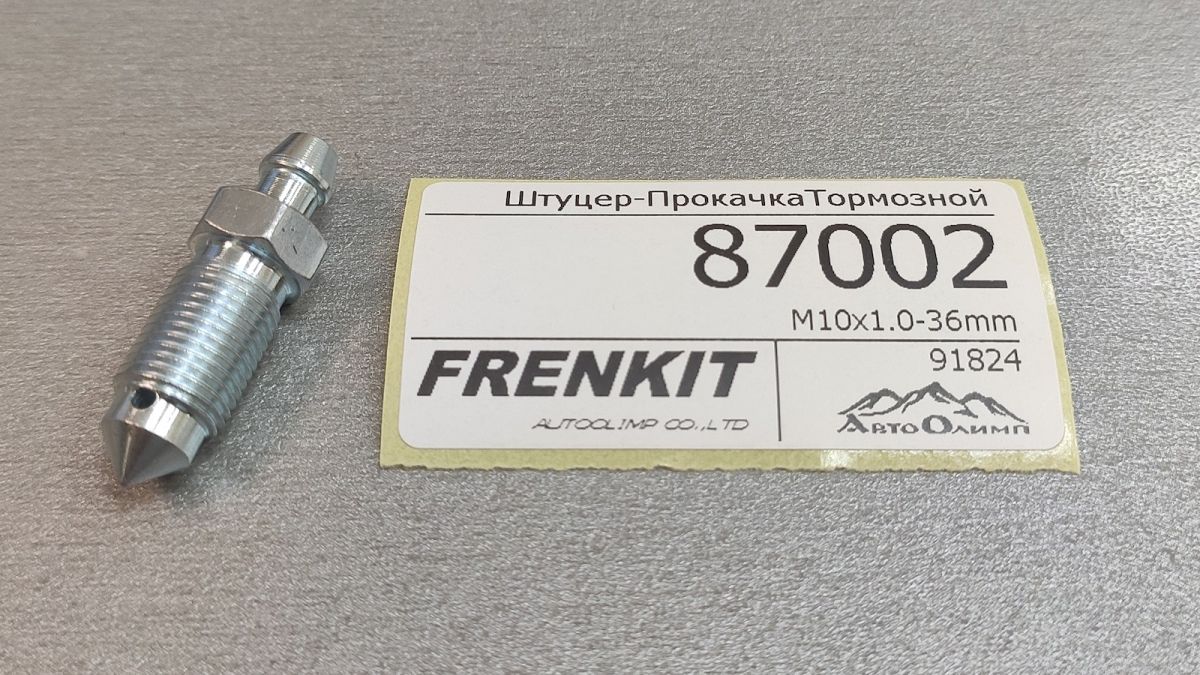 Штуцер-ПрокачкаТормозной
87002
M10x1.0-36mm
FRENKIT
AUTOOLIMP CO.,LTD
91824
АвтоОлимп